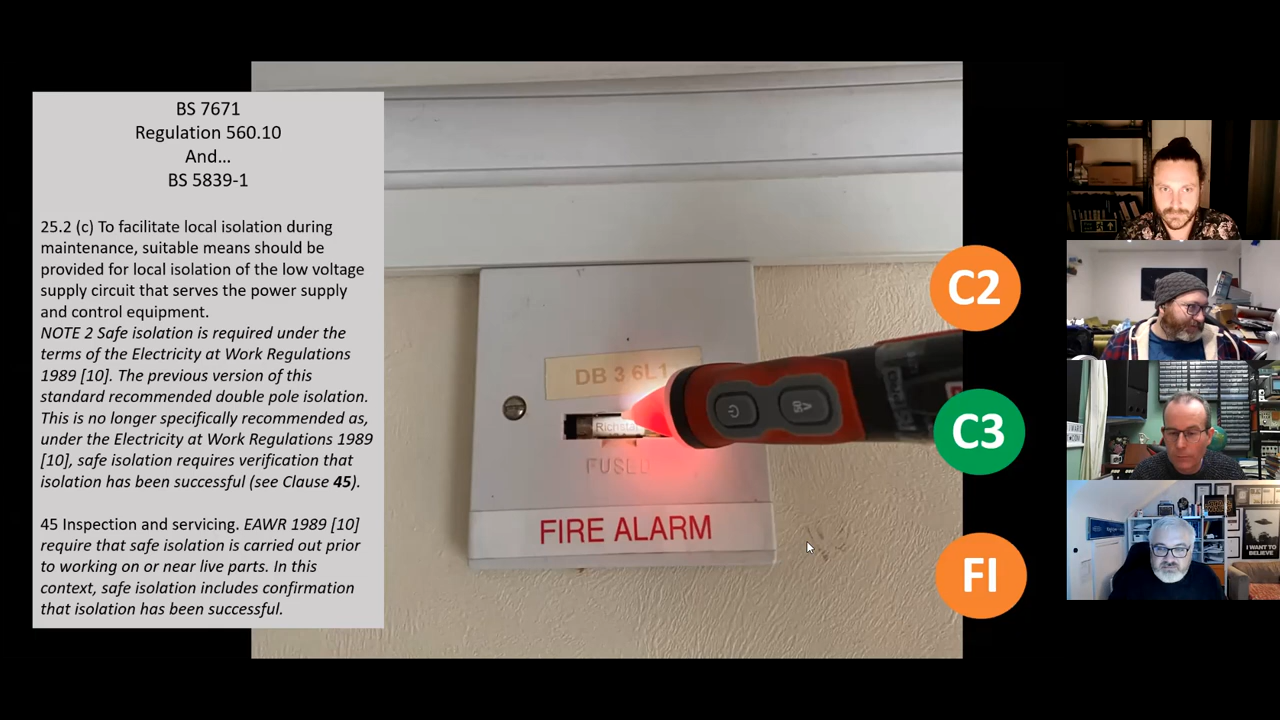 BS 7671
Regulation 560.10
And...
BS 5839-1
25.2 (c) To facilitate local isolation during
maintenance, suitable means should be
provided for local isolation of the low voltage
supply circuit that serves the power supply
and control equipment.
NOTE 2 Safe isolation is required under the
terms of the Electricity at Work Regulations
1989 [10]. The previous version of this
standard recommended double pole isolation.
This is no longer specifically recommended as,
under the Electricity at Work Regulations 1989
[10], safe isolation requires verification that
isolation has been successful (see Clause 45).
45 Inspection and servicing. EAWR 1989 [10]
require that safe isolation is carried out prior
to working on or near live parts. In this
context, safe isolation includes confirmation
that isolation has been successful.
DB 3 6L1
FUSED
FIRE ALARM
C2
C3
FI
I WANT TO
BELIEVE